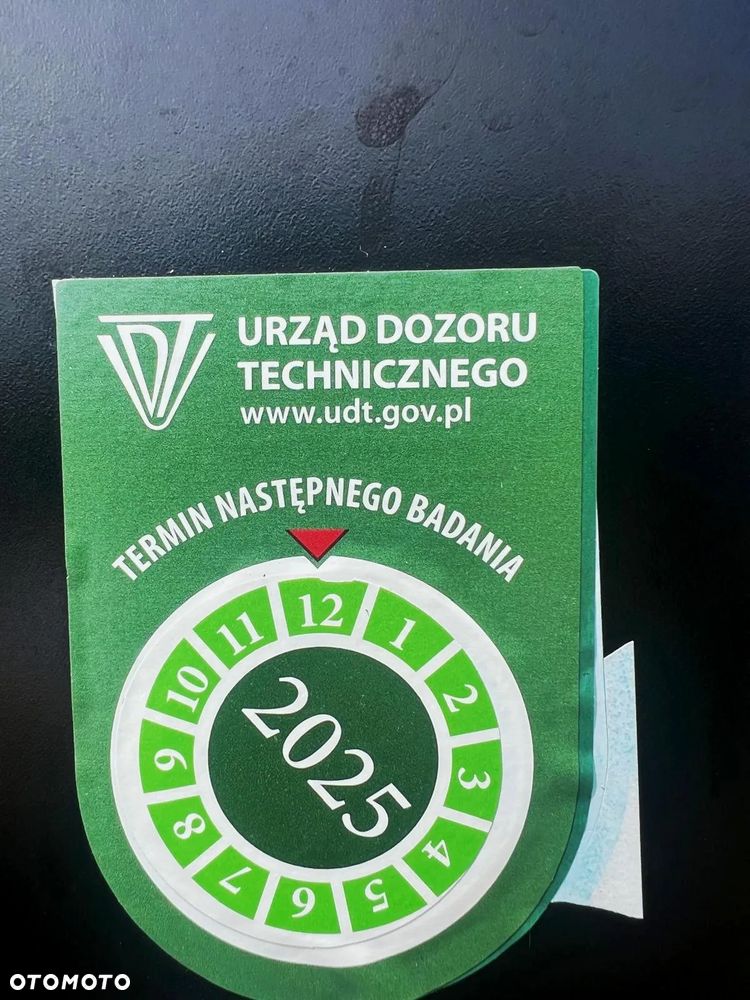 UDT
URZĄD DOZORU
TECHNICZNEGO
www.udt.gov.pl
TERMIN NASTĘPNEGO BADANIA
12
1
2
3
4
5
6
7
8
9
10
11
2025
OTOMOTO